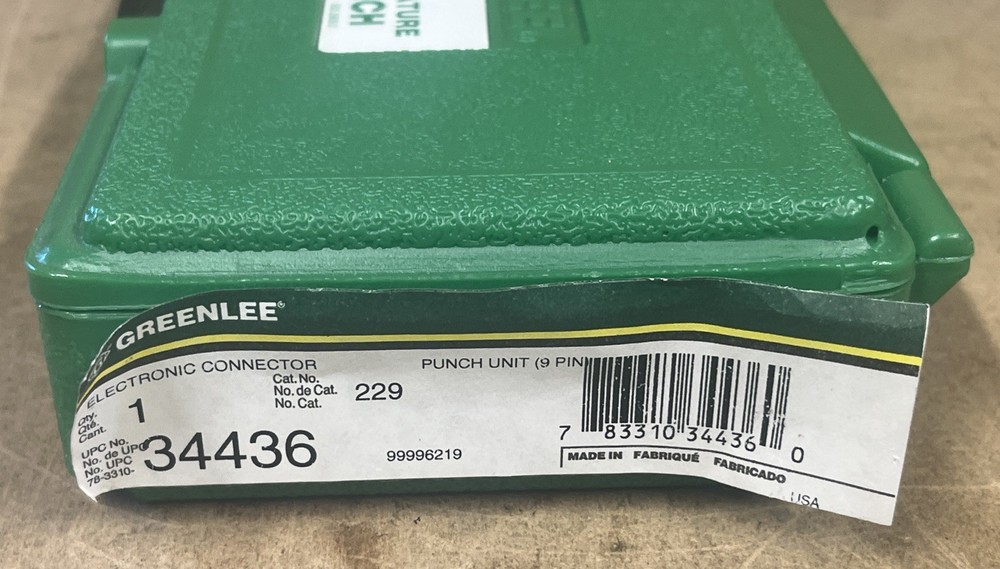 ATURE
CH
GREENLEE
ELECTRONIC CONNECTOR PUNCH UNIT (9 PIN
Qty.
Qté.
Cant.
1
Cat.No.
No. de Cat.
No. Cat.
229
UPC No.
No. de UPC
No. UPC
78-3310-
34436
99996219
7 83310 34436 0
MADE IN FABRIQUÉ FABRICADO
USA